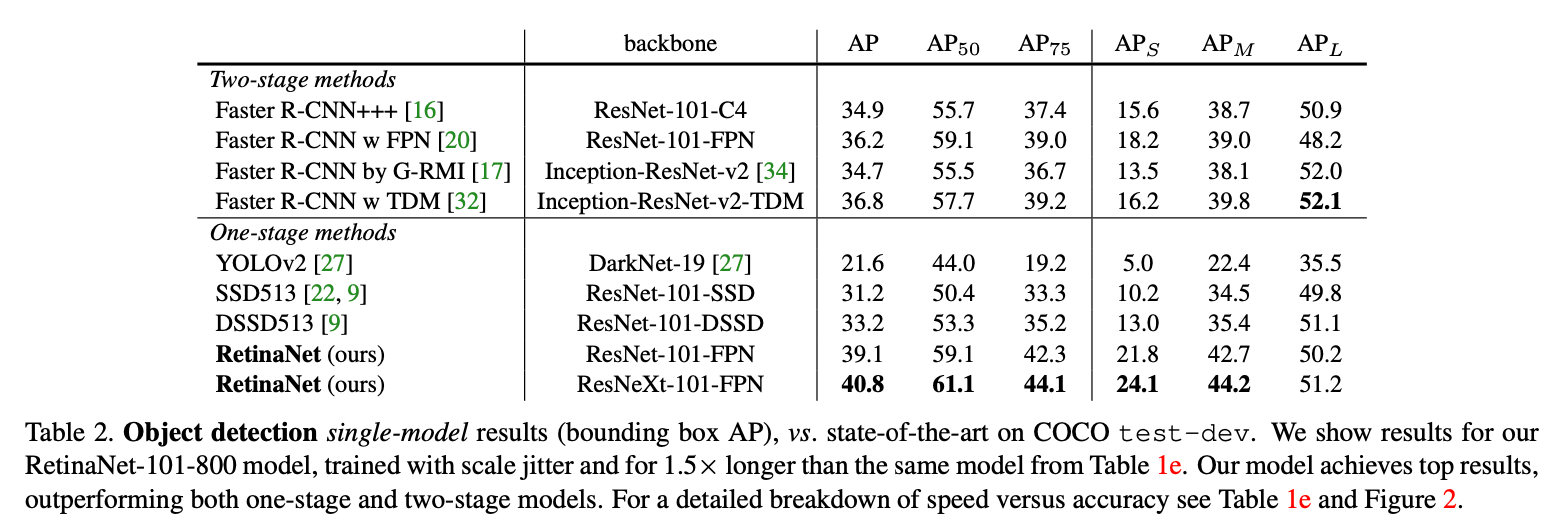 backbone AP AP50 AP75 APS APM APL
Two-stage methods
Faster R-CNN+++ [16] ResNet-101-C4 34.9 55.7 37.4 15.6 38.7 50.9
Faster R-CNN w FPN [20] ResNet-101-FPN 36.2 59.1 39.0 18.2 39.0 48.2
Faster R-CNN by G-RMI [17] Inception-ResNet-v2 [34] 34.7 55.5 36.7 13.5 38.1 52.0
Faster R-CNN w TDM [32] Inception-ResNet-v2-TDM 36.8 57.7 39.2 16.2 39.8 52.1
One-stage methods
YOLOv2 [27] DarkNet-19 [27] 21.6 44.0 19.2 5.0 22.4 35.5
SSD513 [22, 9] ResNet-101-SSD 31.2 50.4 33.3 10.2 34.5 49.8
DSSD513 [9] ResNet-101-DSSD 33.2 53.3 35.2 13.0 35.4 51.1
RetinaNet (ours) ResNet-101-FPN 39.1 59.1 42.3 21.8 42.7 50.2
RetinaNet (ours) ResNeXt-101-FPN 40.8 61.1 44.1 24.1 44.2 51.2
Table 2. Object detection single-model results (bounding box AP), vs. state-of-the-art on COCO test-dev. We show results for our
RetinaNet-101-800 model, trained with scale jitter and for 1.5× longer than the same model from Table 1e. Our model achieves top results,
outperforming both one-stage and two-stage models. For a detailed breakdown of speed versus accuracy see Table 1e and Figure 2.